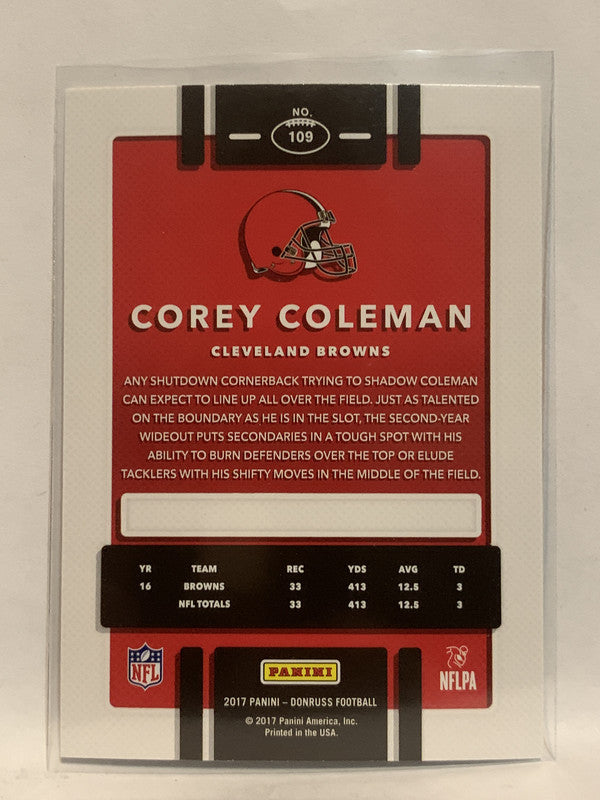 NO.
109
COREY COLEMAN
CLEVELAND BROWNS
ANY SHUTDOWN CORNERBACK TRYING TO SHADOW COLEMAN
CAN EXPECT TO LINE UP ALL OVER THE FIELD. JUST AS TALENTED
ON THE BOUNDARY AS HE IS IN THE SLOT, THE SECOND-YEAR
WIDEOUT PUTS SECONDARIES IN A TOUGH SPOT WITH HIS
ABILITY TO BURN DEFENDERS OVER THE TOP OR ELUDE
TACKLERS WITH HIS SHIFTY MOVES IN THE MIDDLE OF THE FIELD.
YR TEAM REC YDS AVG TD
16 BROWNS 33 413 12.5 3
NFL TOTALS 33 413 12.5 3
NFL
PANINI
NFLPA
2017 PANINI – DONRUSS FOOTBALL
© 2017 Panini America, Inc.
Printed in the USA.